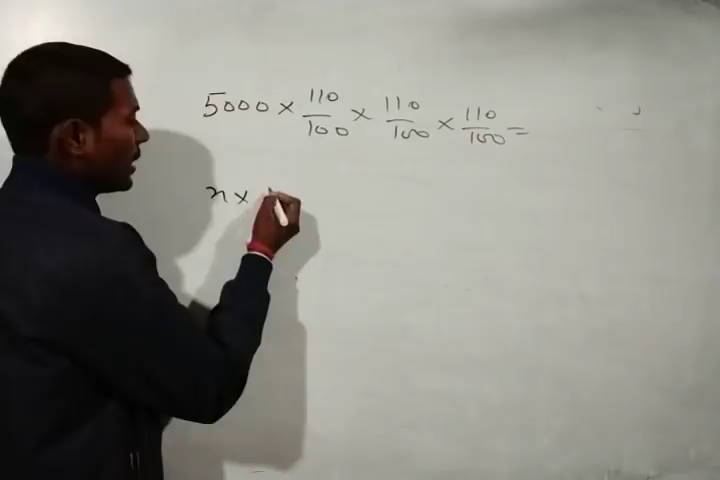 5000 × 110/100 × 110/100 × 110/100 =
x ×